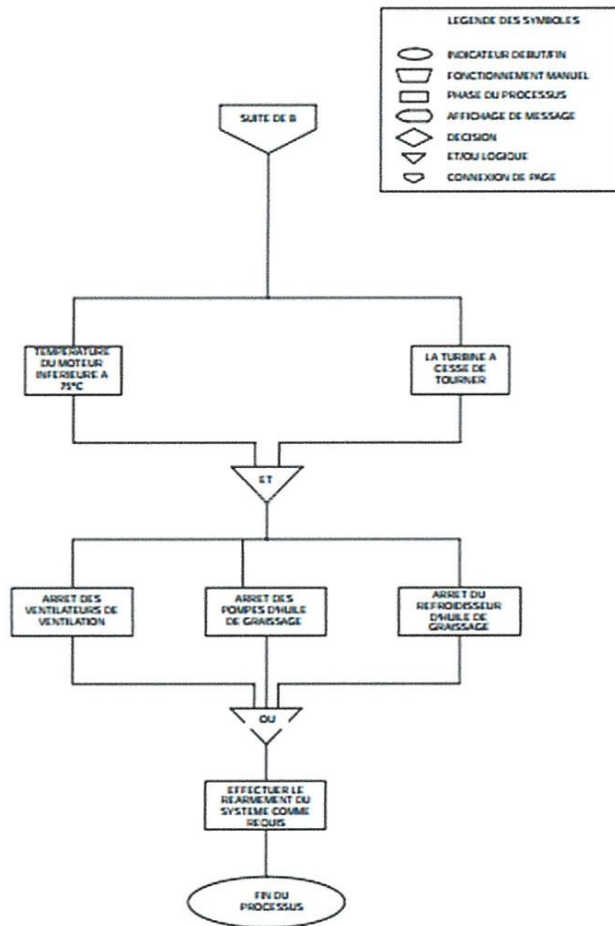 LEGENDE DES SYMBOLES
INDICATEUR DEBUT/FIN
FONCTIONNEMENT MANUEL
PHASE DU PROCESSUS
AFFICHAGE DE MESSAGE
DECISION
ET/OU LOGIQUE
CONNEXION DE PAGE
SUITE DE B
TEMPERATURE
DU MOTEUR
INFERIEURE A
75°C
LA TURBINE A
CESSE DE
TOURNER
ET
ARRET DES
VENTILATEURS DE
VENTILATION
ARRET DES
POMPES D'HUILE
DE GRAISSAGE
ARRET DU
REFROIDISSEUR
D'HUILE DE
GRAISSAGE
OU
EFFECTUER LE
REARMEMENT DU
SYSTEME COMME
REQUIS
FIN DU
PROCESSUS